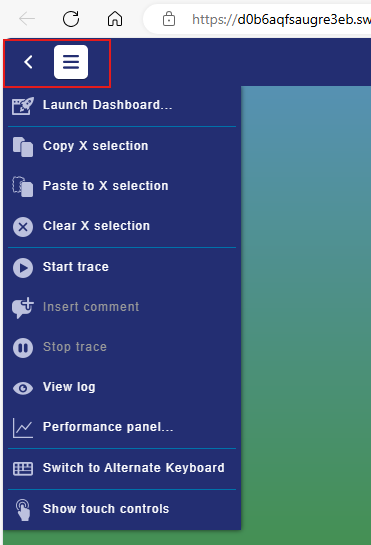 https://d0b6aqfsaugre3eb.sw
Launch Dashboard...
Copy X selection
Paste to X selection
Clear X selection
Start trace
Insert comment
Stop trace
View log
Performance panel...
Switch to Alternate Keyboard
Show touch controls